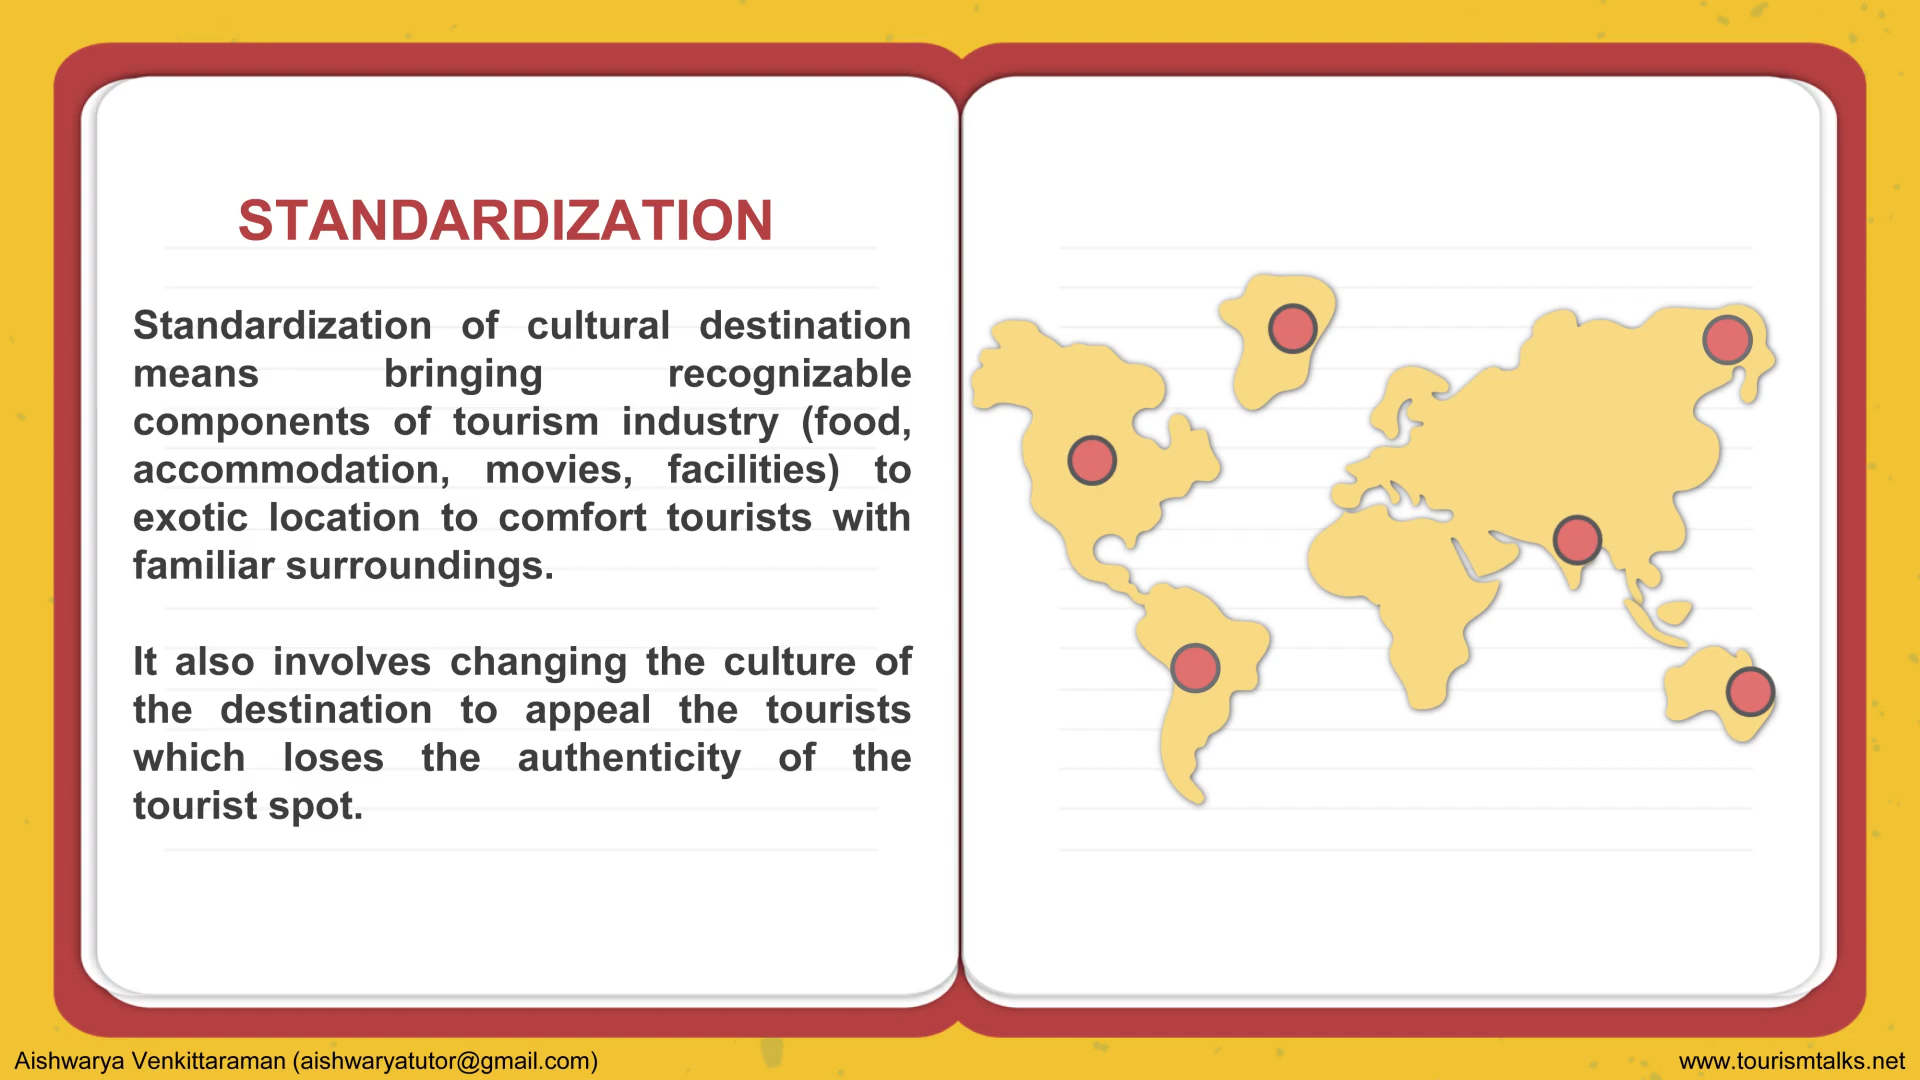 STANDARDIZATION
Standardization of cultural destination
means bringing recognizable
components of tourism industry (food,
accommodation, movies, facilities) to
exotic location to comfort tourists with
familiar surroundings.
It also involves changing the culture of
the destination to appeal the tourists
which loses the authenticity of the
tourist spot.
Aishwarya Venkittaraman (aishwaryatutor@gmail.com)
www.tourismtalks.net